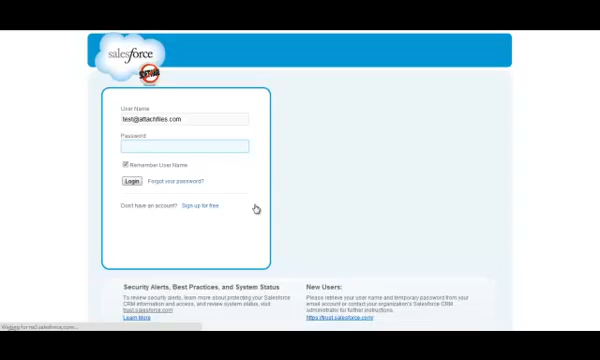 salesforce
SOFTWARE
User Name
test@attachfiles.com
Password
Remember User Name
Login Forgot your password?
Don't have an account? Sign up for free
Security Alerts, Best Practices, and System Status
To review security alerts, learn more about protecting your Salesforce
CRM information and access, and review system status, visit
trust.salesforce.com
Learn More
New Users:
Please retrieve your user name and temporary password from your
email account or contact your organization's Salesforce CRM
administrator for further instructions.
https://trust.salesforce.com/